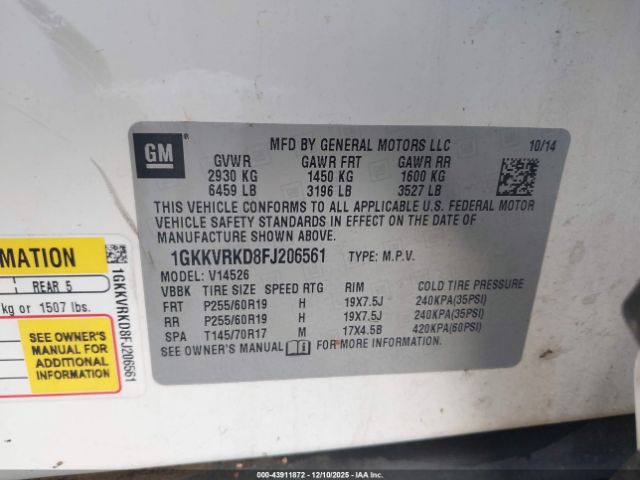 GM
MFD BY GENERAL MOTORS LLC 10/14
GVWR GAWR FRT GAWR RR
2930 KG 1450 KG 1600 KG
6459 LB 3196 LB 3527 LB
THIS VEHICLE CONFORMS TO ALL APPLICABLE U.S. FEDERAL MOTOR
VEHICLE SAFETY STANDARDS IN EFFECT ON THE DATE OF
MANUFACTURE SHOWN ABOVE.
1GKKVRKD8FJ206561 TYPE: M.P.V.
MODEL: V14526
VBBK TIRE SIZE SPEED RTG RIM COLD TIRE PRESSURE
FRT P255/60R19 H 19X7.5J 240KPA(35PSI)
RR P255/60R19 H 19X7.5J 240KPA(35PSI)
SPA T145/70R17 M 17X4.5B 420KPA(60PSI)
SEE OWNER'S MANUAL FOR MORE INFORMATION.
RMATION
REAR 5
kg or 1507 lbs.
SEE OWNER'S
MANUAL FOR
ADDITIONAL
INFORMATION
1GKKVRKD8FJ206561
000-43911872 - 12/10/2025 - COPYRIGHT IAA, LLC.